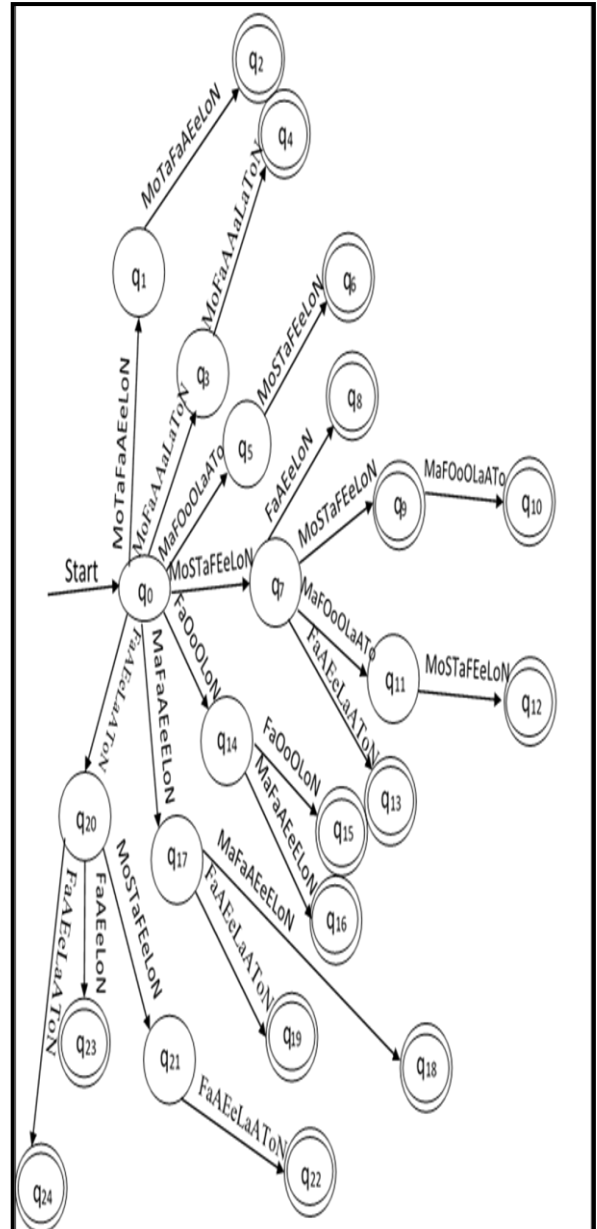 q2
MoTaFaAEeLoN
q4
q1
MoFaAAaLaToN
q6
q3
MoSTaFEeLoN
MoTaFaAEeLoN
q8
MoFaAAaLaToN
q5
MaFOoOLaATo
FaAEeLoN
MoSTaFEeLoN
q9
MaFOoOLaATo
q10
Start
q0
MoSTaFEeLoN
q7
MaFOoOLaATo
FaAEeLaAToN
q11
MoSTaFEeLoN
q12
FaOoOLoN
FaAEeLaAToN
MaFaAEeELoN
q14
FaOoOLoN
MaFaAEeELoN
q13
q15
q20
q17
MaFaAEeELoN
FaAEeLaAToN
q16
MoSTaFEeLoN
FaAEeLoN
FaAEeLaAToN
q23
q19
q21
q18
FaAEeLaAToN
q22
q24